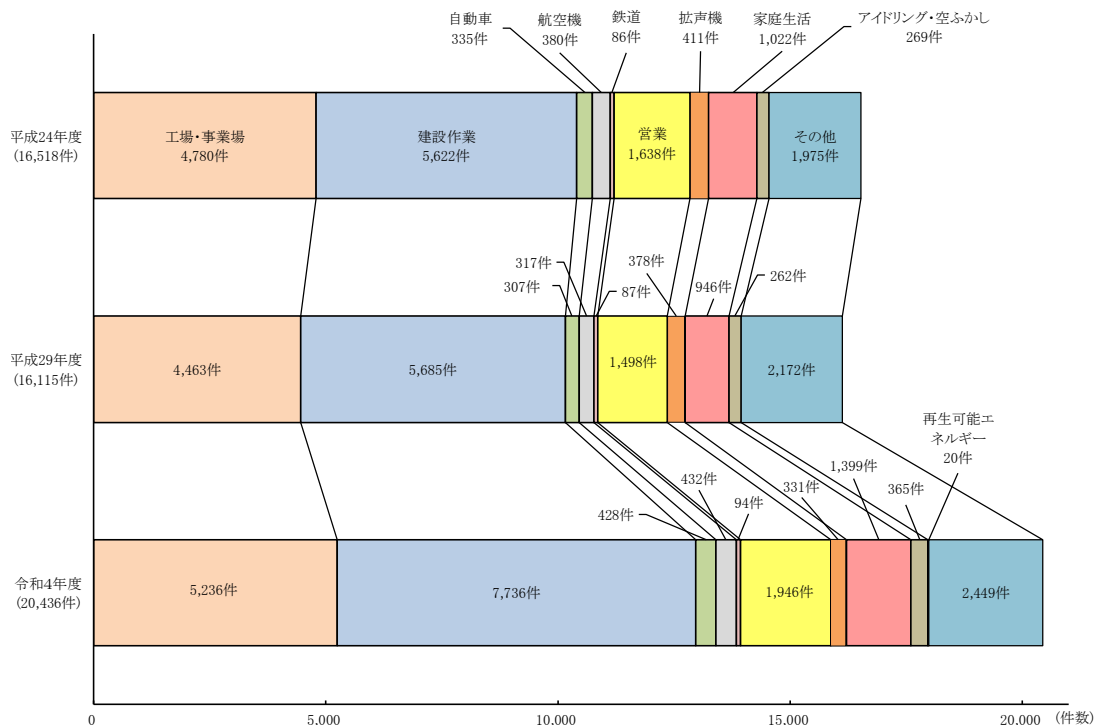 自動車
335件
航空機
380件
鉄道
86件
拡声機
411件
家庭生活
1,022件
アイドリング・空ふかし
269件
平成24年度
(16,518件)
工場・事業場
4,780件
建設作業
5,622件
営業
1,638件
その他
1,975件
317件
307件
87件
378件
946件
262件
平成29年度
(16,115件)
4,463件
5,685件
1,498件
2,172件
再生可能エ
ネルギー
20件
428件
432件
94件
331件
1,399件
365件
令和4年度
(20,436件)
5,236件
7,736件
1,946件
2,449件
0
5.000
10.000
15.000
20.000
(件数)